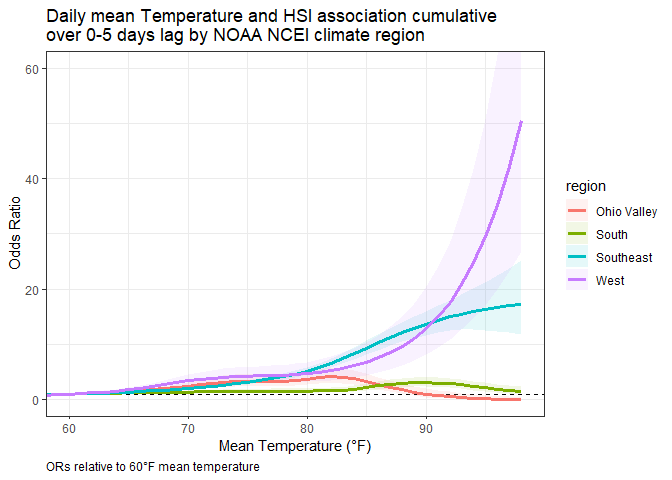 Daily mean Temperature and HSI association cumulative
over 0-5 days lag by NOAA NCEI climate region
60
40
20
0
Odds Ratio
60 70 80 90
Mean Temperature (°F)
ORs relative to 60°F mean temperature
region
Ohio Valley
South
Southeast
West